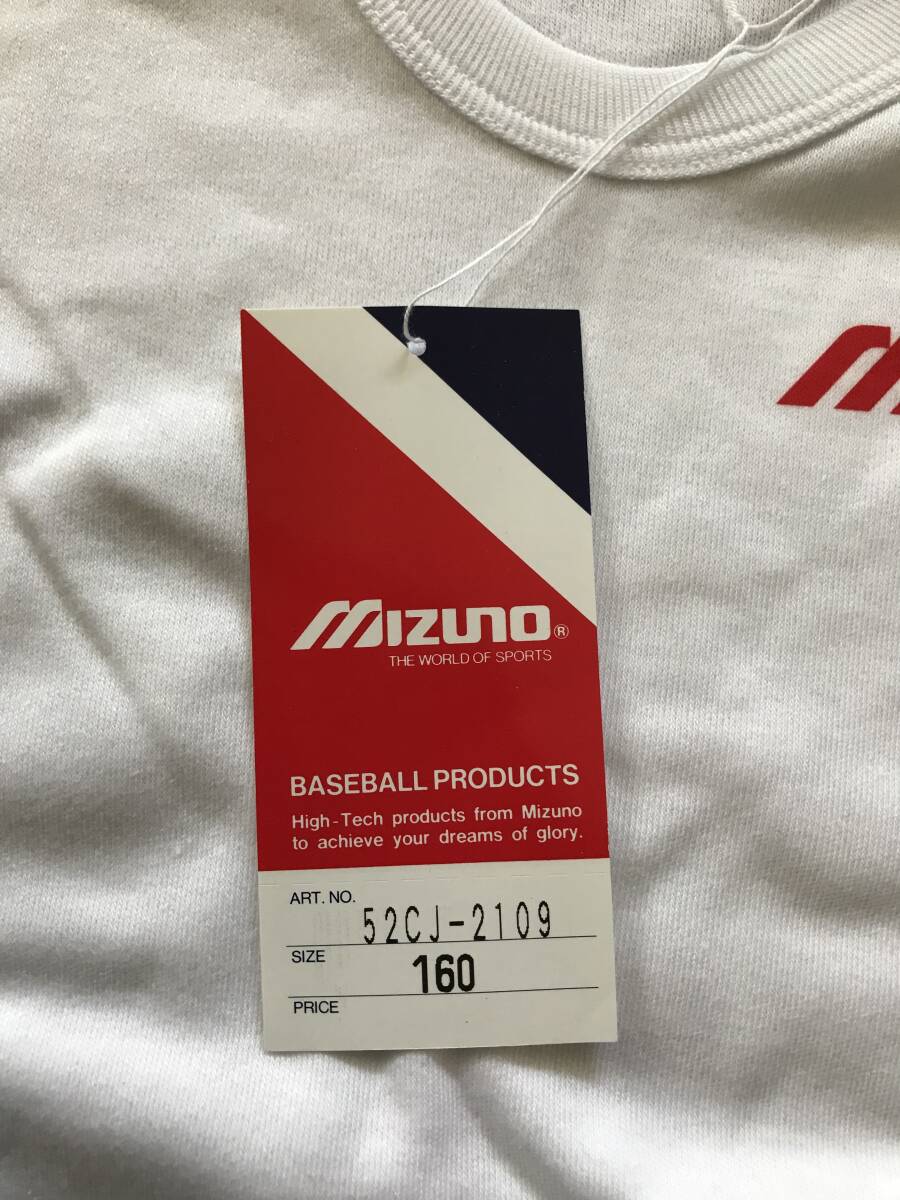 MIZUNO®
THE WORLD OF SPORTS
BASEBALL PRODUCTS
High-Tech products from Mizuno
to achieve your dreams of glory.
ART. NO. 52CJ-2109
SIZE 160
PRICE
M